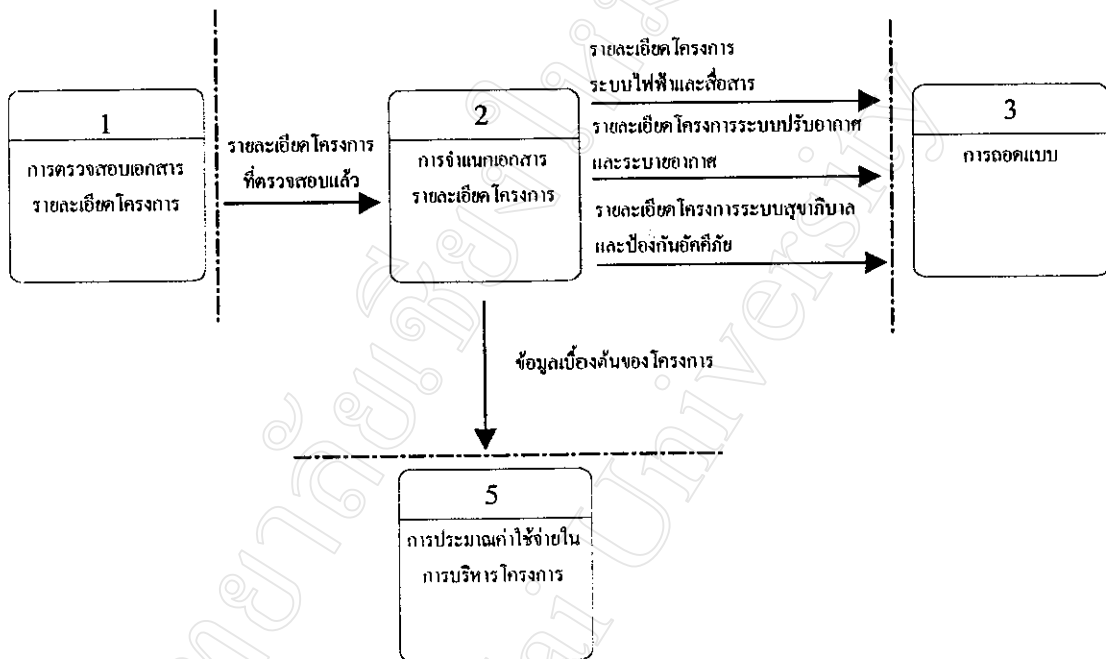 1
การตรวจสอบเอกสาร
รายละเอียดโครงการ
รายละเอียดโครงการ
ที่ตรวจสอบแล้ว
2
การจำแนกเอกสาร
รายละเอียดโครงการ
รายละเอียดโครงการ
ระบบไฟฟ้าและสื่อสาร
รายละเอียดโครงการระบบปรับอากาศ
และระบายอากาศ
รายละเอียดโครงการระบบสุขาภิบาล
และป้องกันอัคคีภัย
3
การถอดแบบ
ข้อมูลเบื้องต้นของโครงการ
5
การประมาณค่าใช้จ่ายใน
การบริหารโครงการ
University